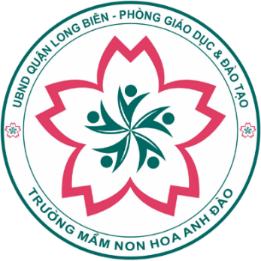 UBND QUẬN LONG BIÊN - PHÒNG GIÁO DỤC & ĐÀO TẠO
TRƯỜNG MẦM NON HOA ANH ĐÀO